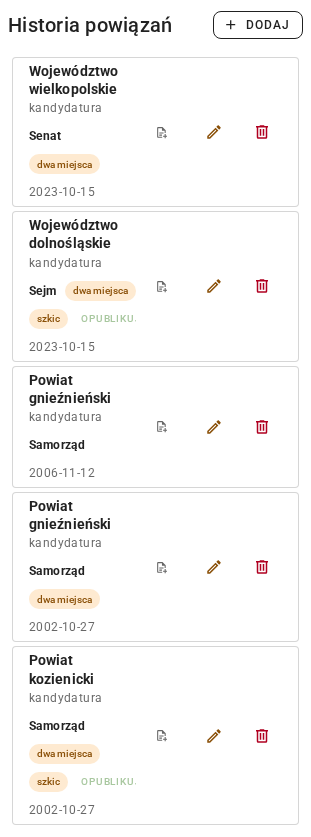 Historia powiązań
DODAJ
Województwo
wielkopolskie
kandydatura
Senat
dwa miejsca
2023-10-15
Województwo
dolnośląskie
kandydatura
Sejm dwa miejsca
szkic OPUBLIKU
2023-10-15
Powiat
gnieźnieński
kandydatura
Samorząd
2006-11-12
Powiat
gnieźnieński
kandydatura
Samorząd
dwa miejsca
2002-10-27
Powiat
kozienicki
kandydatura
Samorząd
dwa miejsca
szkic OPUBLIKU
2002-10-27